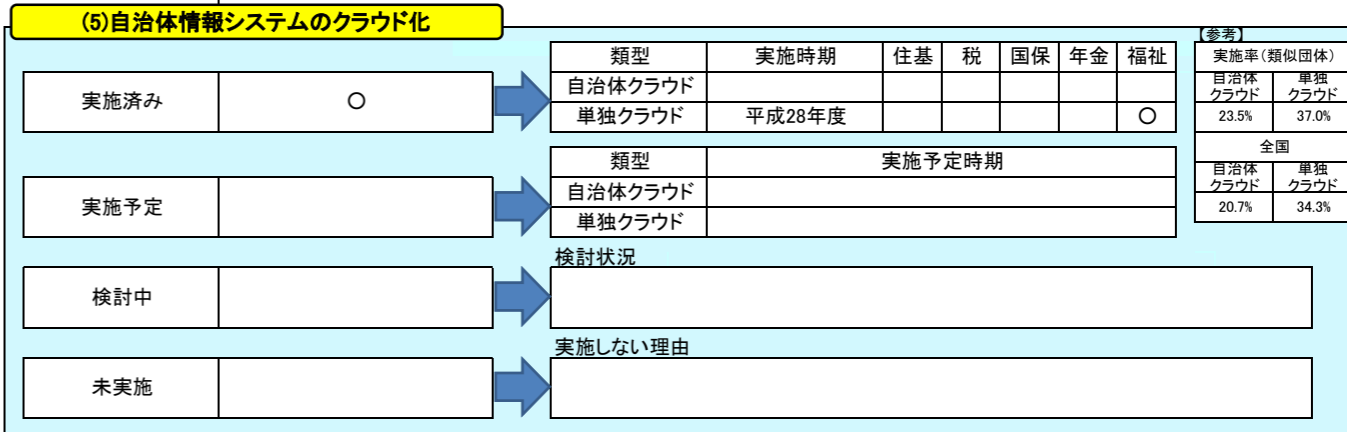 (5)自治体情報システムのクラウド化
【参考】
類型 実施時期 住基 税 国保 年金 福祉
実施率(類似団体)
実施済み ○
自治体クラウド
自治体クラウド 単独クラウド
単独クラウド 平成28年度 ○
23.5% 37.0%
全国
類型 実施予定時期
自治体クラウド 単独クラウド
実施予定
自治体クラウド
20.7% 34.3%
単独クラウド
検討状況
検討中
実施しない理由
未実施